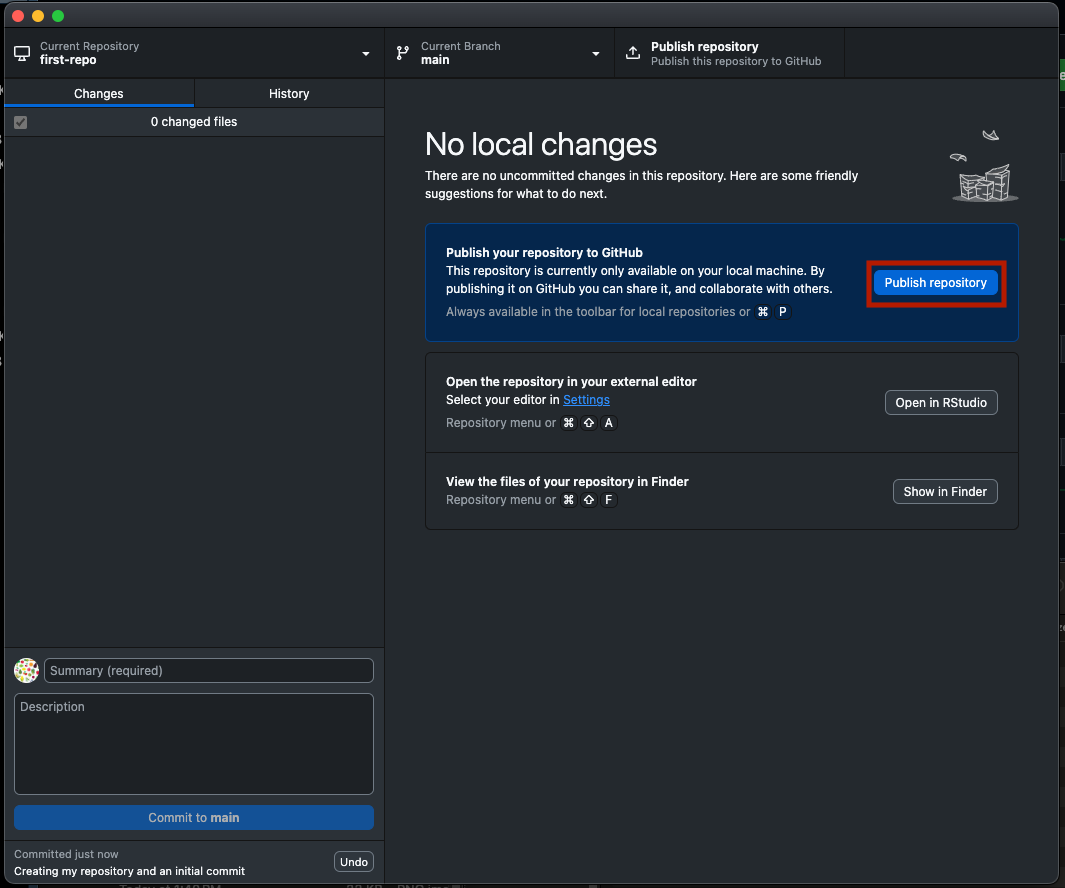 Current Repository
first-repo
Current Branch
main
Publish repository
Publish this repository to GitHub
Changes
History
0 changed files
No local changes
There are no uncommitted changes in this repository. Here are some friendly
suggestions for what to do next.
Publish your repository to GitHub
This repository is currently only available on your local machine. By
publishing it on GitHub you can share it, and collaborate with others.
Always available in the toolbar for local repositories or ⌘ P
Publish repository
Open the repository in your external editor
Select your editor in Settings
Repository menu or ⌘ ⇧ A
Open in RStudio
View the files of your repository in Finder
Repository menu or ⌘ ⇧ F
Show in Finder
Summary (required)
Description
Commit to main
Committed just now
Creating my repository and an initial commit
Undo